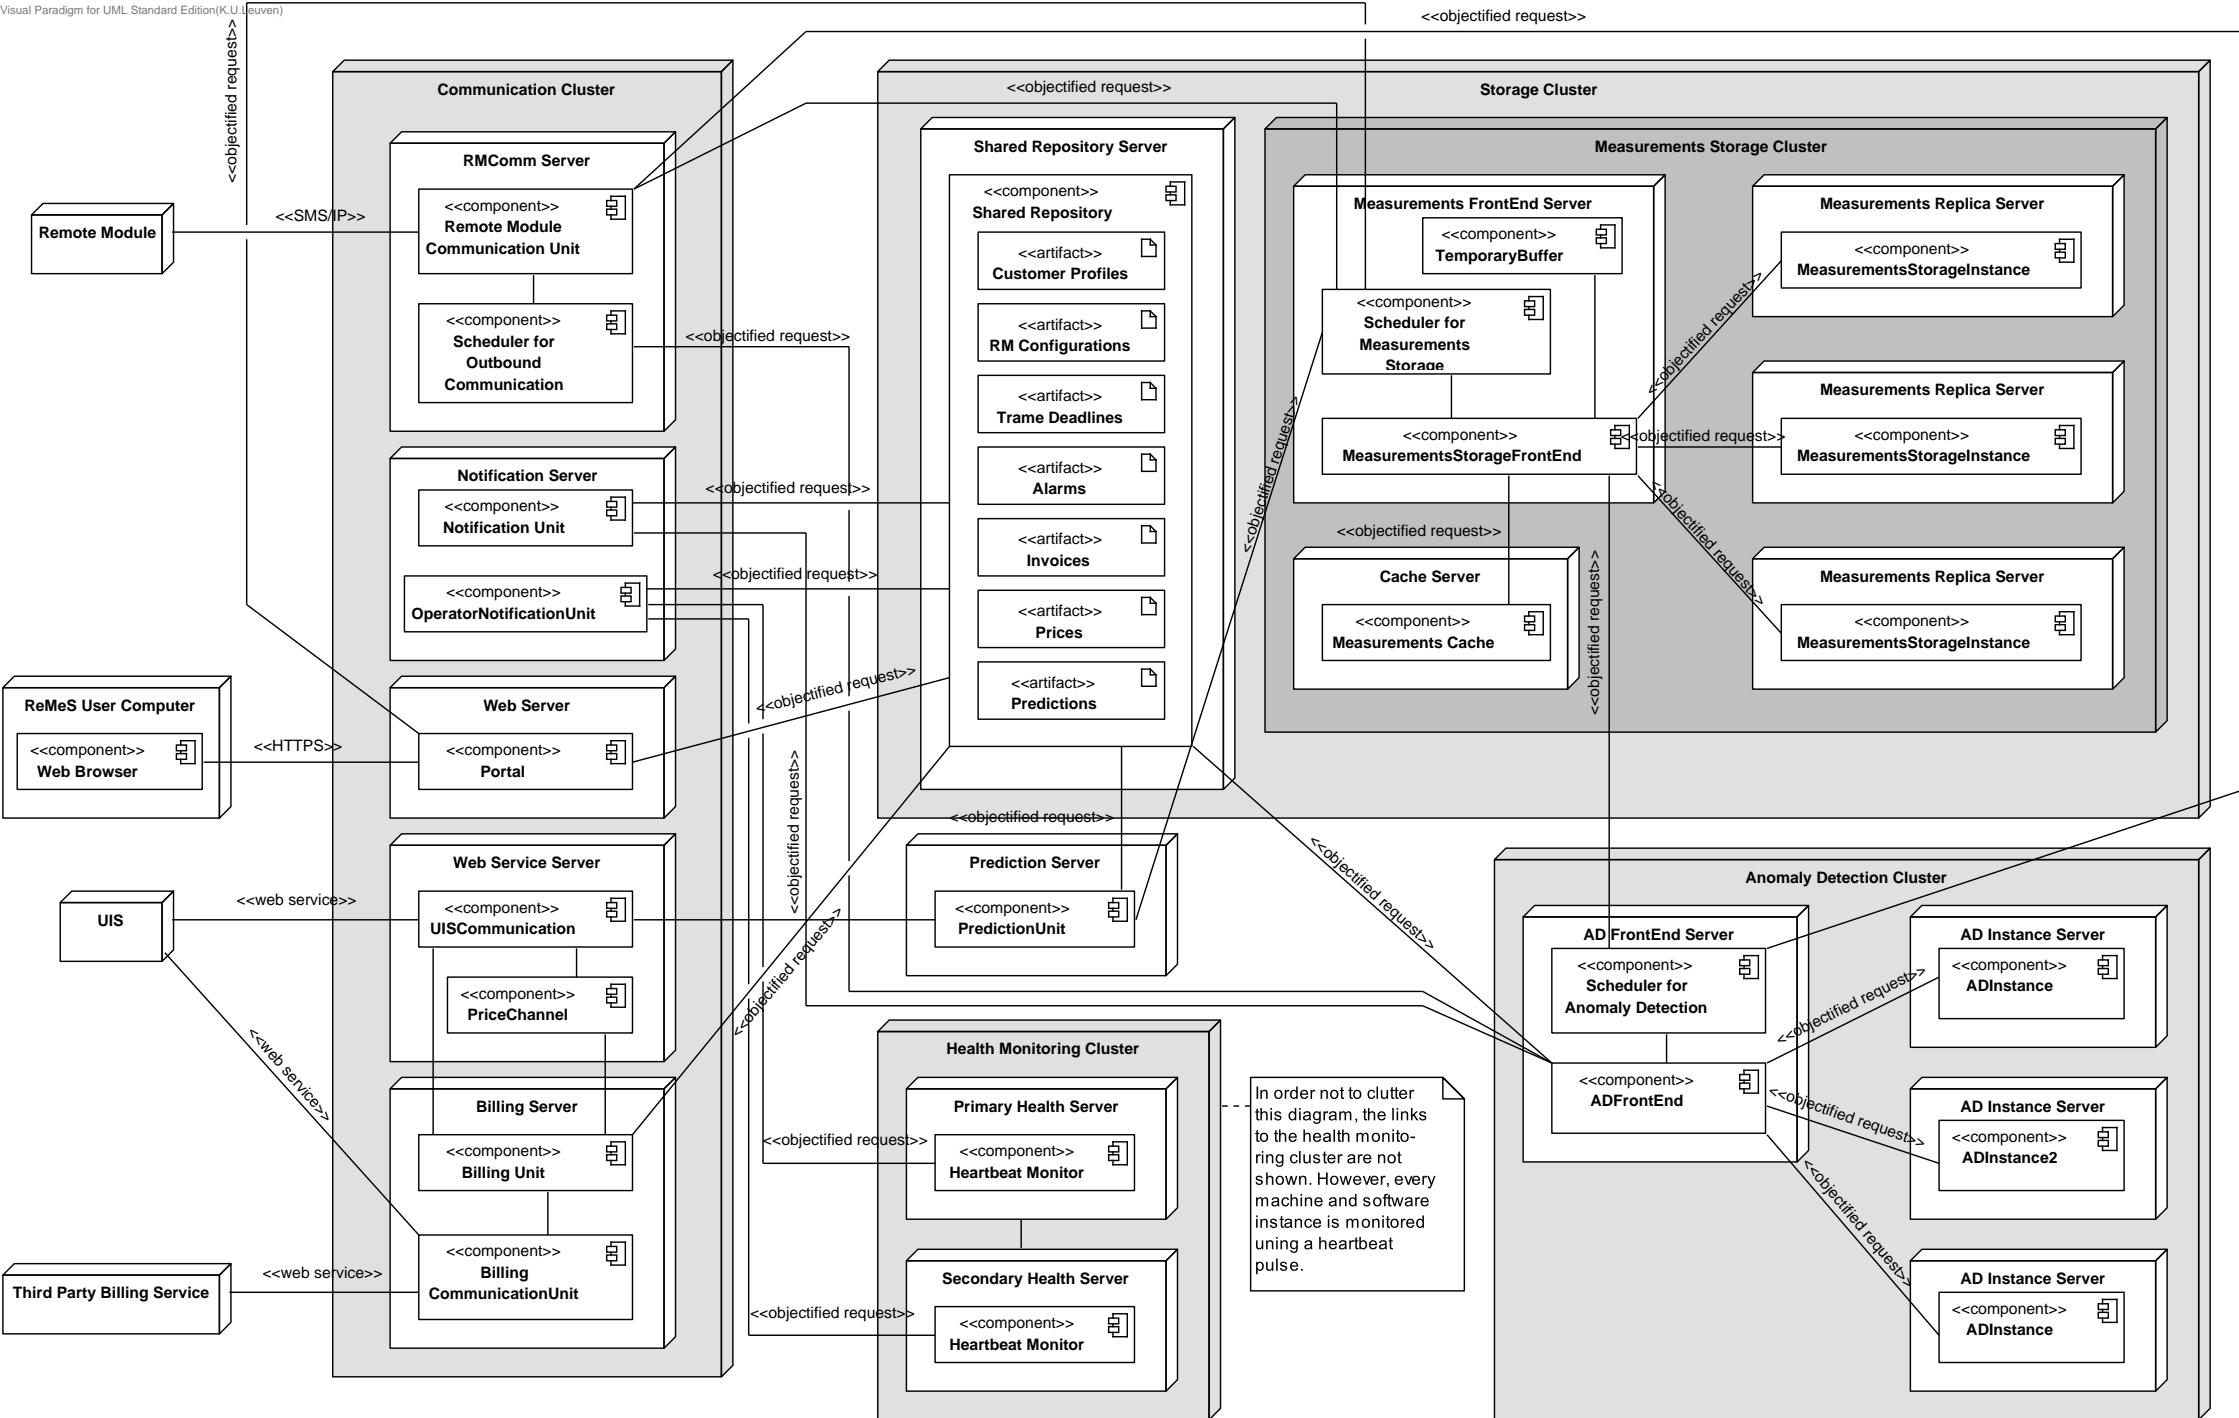 Visual Paradigm for UML Standard Edition(K.U.Leuven)
<<objectified request>>
<<objectified request>>
Communication Cluster
RMComm Server
<<component>>
Remote Module
Communication Unit
<<component>>
Scheduler for
Outbound
Communication
Remote Module
<<SMS/IP>>
<<objectified request>>
<<objectified request>>
Notification Server
<<component>>
Notification Unit
<<objectified request>>
<<component>>
OperatorNotificationUnit
<<objectified request>>
Web Server
<<component>>
Portal
<<objectified request>>
ReMeS User Computer
<<component>>
Web Browser
<<HTTPS>>
Web Service Server
<<component>>
UISCommunication
<<component>>
PriceChannel
UIS
<<web service>>
<<web service>>
Billing Server
<<component>>
Billing Unit
<<component>>
Billing
CommunicationUnit
Third Party Billing Service
<<web service>>
Storage Cluster
Shared Repository Server
<<component>>
Shared Repository
<<artifact>>
Customer Profiles
<<artifact>>
RM Configurations
<<artifact>>
Trame Deadlines
<<artifact>>
Alarms
<<artifact>>
Invoices
<<artifact>>
Prices
<<artifact>>
Predictions
Measurements Storage Cluster
Measurements FrontEnd Server
<<component>>
TemporaryBuffer
<<component>>
Scheduler for
Measurements
Storage
<<component>>
MeasurementsStorageFrontEnd
<<objectified request>>
<<objectified request>>
<<objectified request>>
<<objectified request>>
<<objectified request>>
<<objectified request>>
Cache Server
<<component>>
Measurements Cache
Measurements Replica Server
<<component>>
MeasurementsStorageInstance
Measurements Replica Server
<<component>>
MeasurementsStorageInstance
Measurements Replica Server
<<component>>
MeasurementsStorageInstance
<<objectified request>>
<<objectified request>>
<<objectified request>>
Prediction Server
<<component>>
PredictionUnit
<<objectified request>>
Health Monitoring Cluster
Primary Health Server
<<component>>
Heartbeat Monitor
<<objectified request>>
Secondary Health Server
<<component>>
Heartbeat Monitor
<<objectified request>>
In order not to clutter
this diagram, the links
to the health monito-
ring cluster are not
shown. However, every
machine and software
instance is monitored
uning a heartbeat
pulse.
Anomaly Detection Cluster
AD FrontEnd Server
<<component>>
Scheduler for
Anomaly Detection
<<component>>
ADFrontEnd
<<objectified request>>
<<objectified request>>
<<objectified request>>
AD Instance Server
<<component>>
ADInstance
AD Instance Server
<<component>>
ADInstance2
AD Instance Server
<<component>>
ADInstance